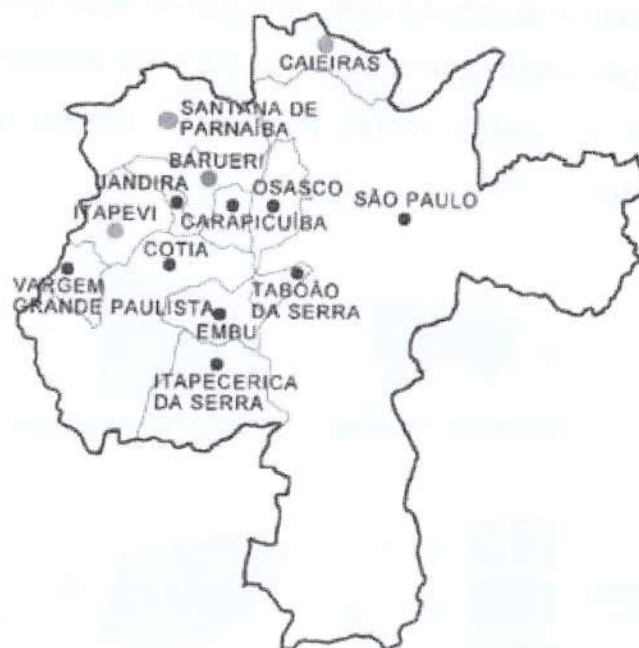 CAIEIRAS
SANTANA DE
PARNAÍBA
BARUERI
JANDIRA
OSASCO
CARAPICUÍBA
SÃO PAULO
ITAPEVI
COTIA
VARGEM
GRANDE PAULISTA
TABOÃO
DA SERRA
EMBU
ITAPECERICA
DA SERRA